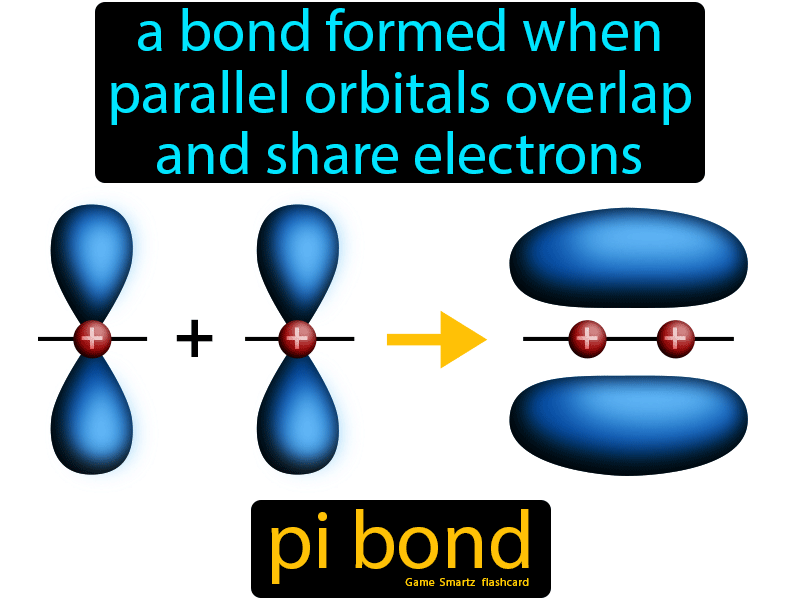 a bond formed when
parallel orbitals overlap
and share electrons
+ + + + +
pi bond
Game Smartz flashcard